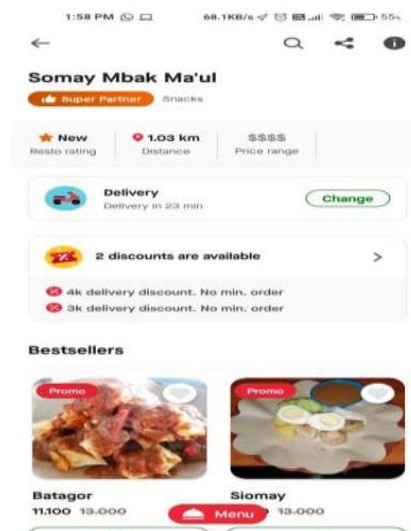 1:58 PM 68.1KB/s 55%
Somay Mbak Ma'ul
Super Partner Snacks
New 1.03 km $$$$
Resto rating Distance Price range
Delivery
Delivery in 23 min
Change
2 discounts are available
4k delivery discount. No min. order
3k delivery discount. No min. order
Bestsellers
Promo Promo
Batagor Siomay
11.100 13.000 13.000
Menu